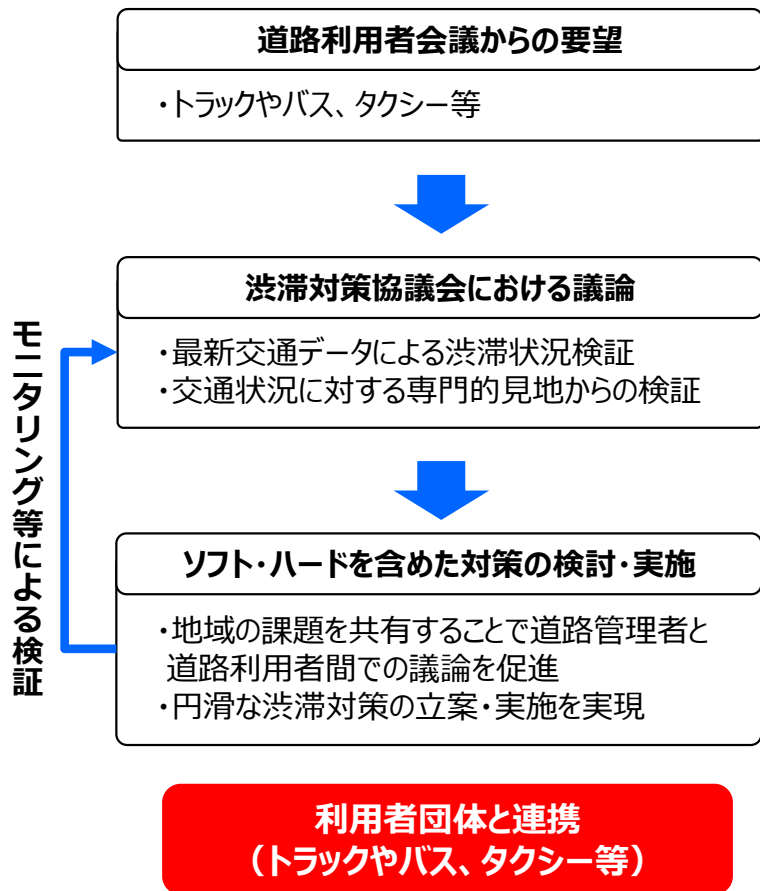 道路利用者会議からの要望
・トラックやバス、タクシー等
渋滞対策協議会における議論
・最新交通データによる渋滞状況検証
・交通状況に対する専門的見地からの検証
モニタリング等による検証
ソフト・ハードを含めた対策の検討・実施
・地域の課題を共有することで道路管理者と
道路利用者間での議論を促進
・円滑な渋滞対策の立案・実施を実現
利用者団体と連携
（トラックやバス、タクシー等）